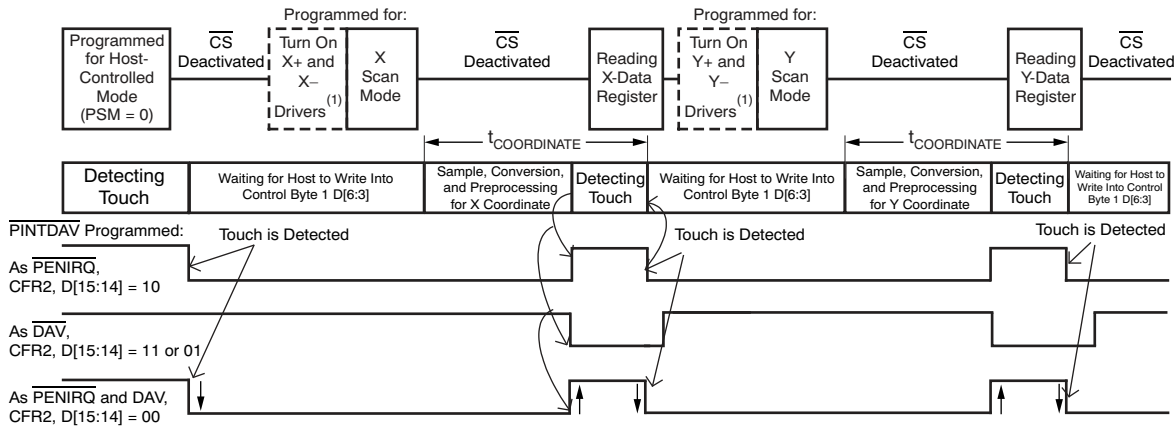 Programmed for:
Programmed for:
Programmed
for Host-
Controlled
Mode
(PSM = 0)
CS
Deactivated
Turn On
X+ and
X−
Drivers(1)
X
Scan
Mode
CS
Deactivated
Reading
X-Data
Register
Turn On
Y+ and
Y−
Drivers(1)
Y
Scan
Mode
CS
Deactivated
Reading
Y-Data
Register
CS
Deactivated
tCOORDINATE
tCOORDINATE
Detecting
Touch
Waiting for Host to Write Into
Control Byte 1 D[6:3]
Sample, Conversion,
and Preprocessing
for X Coordinate
Detecting
Touch
Waiting for Host to Write Into
Control Byte 1 D[6:3]
Sample, Conversion,
and Preprocessing
for Y Coordinate
Detecting
Touch
Waiting for Host to
Write Into Control
Byte 1 D[6:3]
PINTDAV Programmed:
Touch is Detected
Touch is Detected
Touch is Detected
As PENIRQ,
CFR2, D[15:14] = 10
As DAV,
CFR2, D[15:14] = 11 or 01
As PENIRQ and DAV,
CFR2, D[15:14] = 00